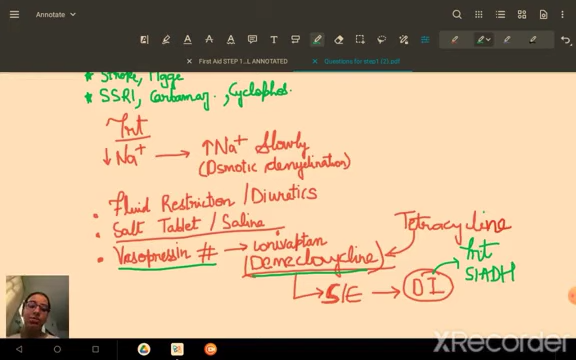 Annotate
First Aid STEP 1...L ANNOTATED
Questions for step1 (2).pdf
* Stroke,
* SSRI, Carbamaz, Cyclophos.
Trt
↓ Na+ → ↑ Na+ Slowly
(Osmotic demyelination)
• Fluid Restriction / Diuretics
• Salt Tablet / Saline
Tetracycline
• Vasopressin # → Conivaptan
(Demeclocycline)
Trt
SIADH
S/E → DI
XRecorder